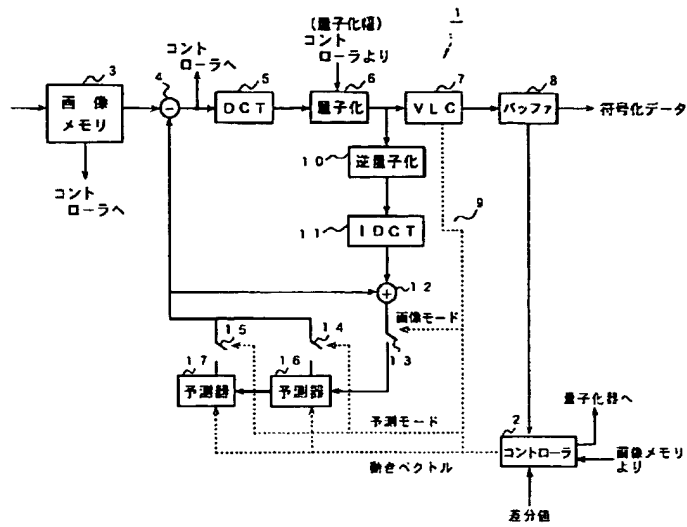 (量子化幅)
コント
ローラより
1
コント
ローラへ
3
4
5
6
7
8
画像
メモリ
DCT
量子化
VLC
バッファ
符号化データ
コント
ローラへ
10
逆量子化
9
11
IDCT
12
画像モード
13
15
14
17
予測器
16
予測器
予測モード
動きベクトル
量子化器へ
2
コントローラ
画像メモリ
より
差分値